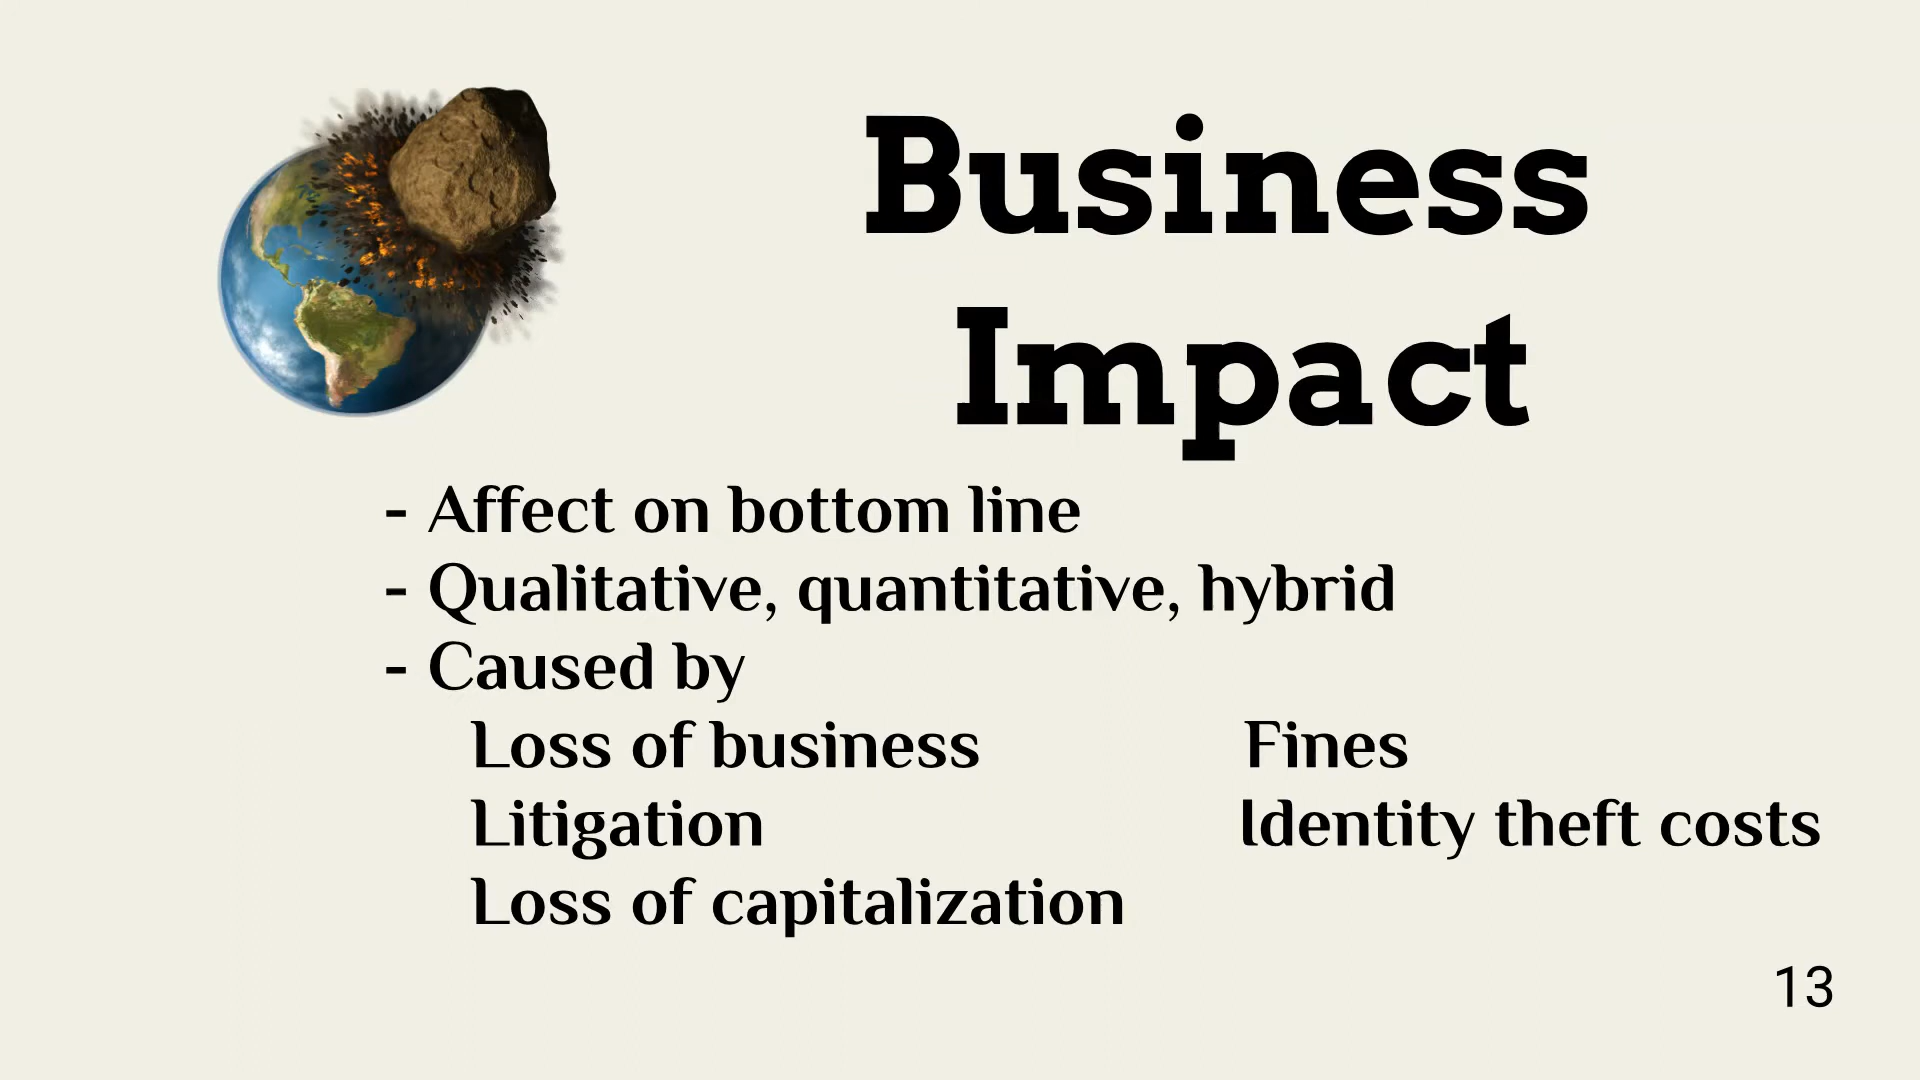 Business
Impact
- Affect on bottom line
- Qualitative, quantitative, hybrid
- Caused by
Loss of business Fines
Litigation Identity theft costs
Loss of capitalization
13